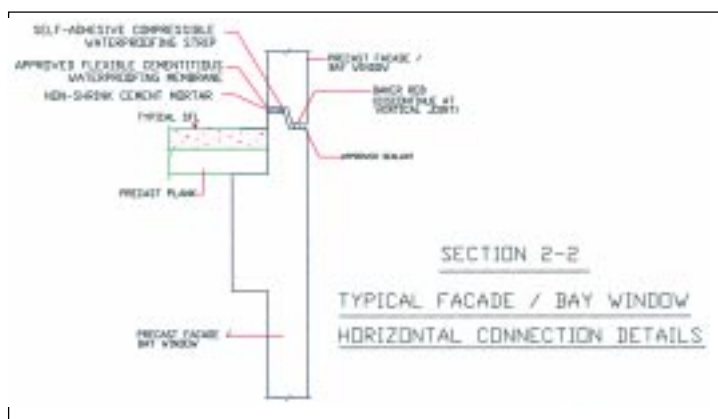 SELF-ADHESIVE COMPRESSIBLE
WATERPROOFING STRIP
APPROVED FLEXIBLE CEMENTITIOUS
WATERPROOFING MEMBRANE
NON-SHRINK CEMENT MORTAR
TYPICAL SFL
PRECAST PLANK
PRECAST FACADE /
BAY WINDOW
PRECAST FACADE /
BAY WINDOW
BAKER ROD
(DISCONTINUE AT
VERTICAL JOINT)
APPROVED SEALANT
SECTION 2-2
TYPICAL FACADE / BAY WINDOW
HORIZONTAL CONNECTION DETAILS